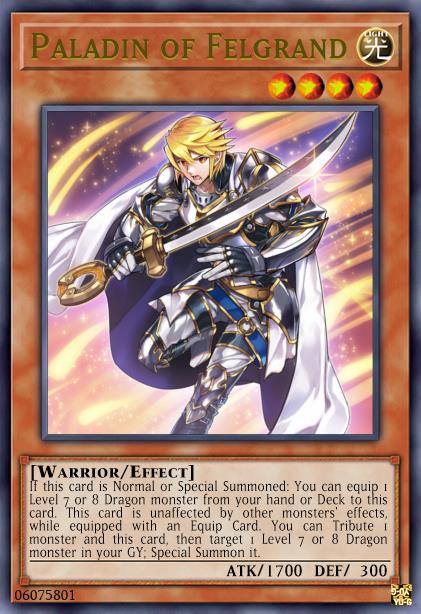 PALADIN OF FELGRAND
LIGHT
光
[WARRIOR/EFFECT]
If this card is Normal or Special Summoned: You can equip 1
Level 7 or 8 Dragon monster from your hand or Deck to this
card. This card is unaffected by other monsters' effects,
while equipped with an Equip Card. You can Tribute 1
monster and this card, then target 1 Level 7 or 8 Dragon
monster in your GY; Special Summon it.
ATK/1700 DEF/ 300
06075801